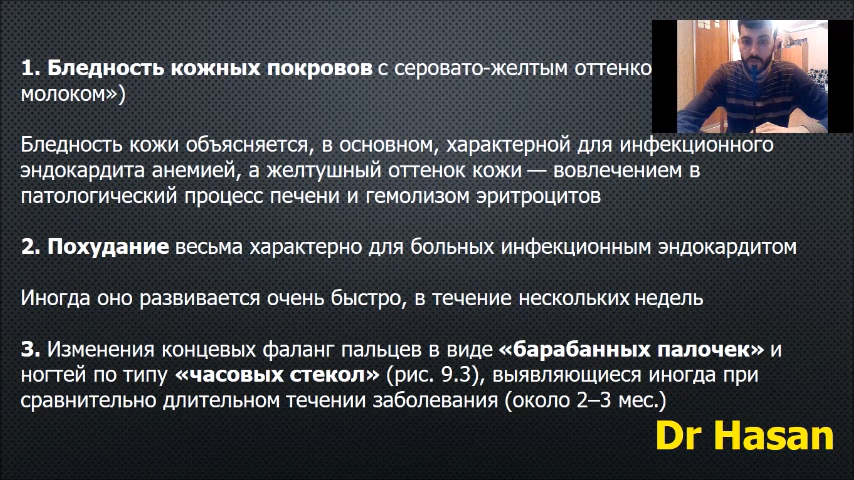 1. Бледность кожных покровов с серовато-желтым оттенко
молоком»)
Бледность кожи объясняется, в основном, характерной для инфекционного
эндокардита анемией, а желтушный оттенок кожи — вовлечением в
патологический процесс печени и гемолизом эритроцитов
2. Похудание весьма характерно для больных инфекционным эндокардитом
Иногда оно развивается очень быстро, в течение нескольких недель
3. Изменения концевых фаланг пальцев в виде «барабанных палочек» и
ногтей по типу «часовых стекол» (рис. 9.3), выявляющиеся иногда при
сравнительно длительном течении заболевания (около 2–3 мес.)
Dr Hasan